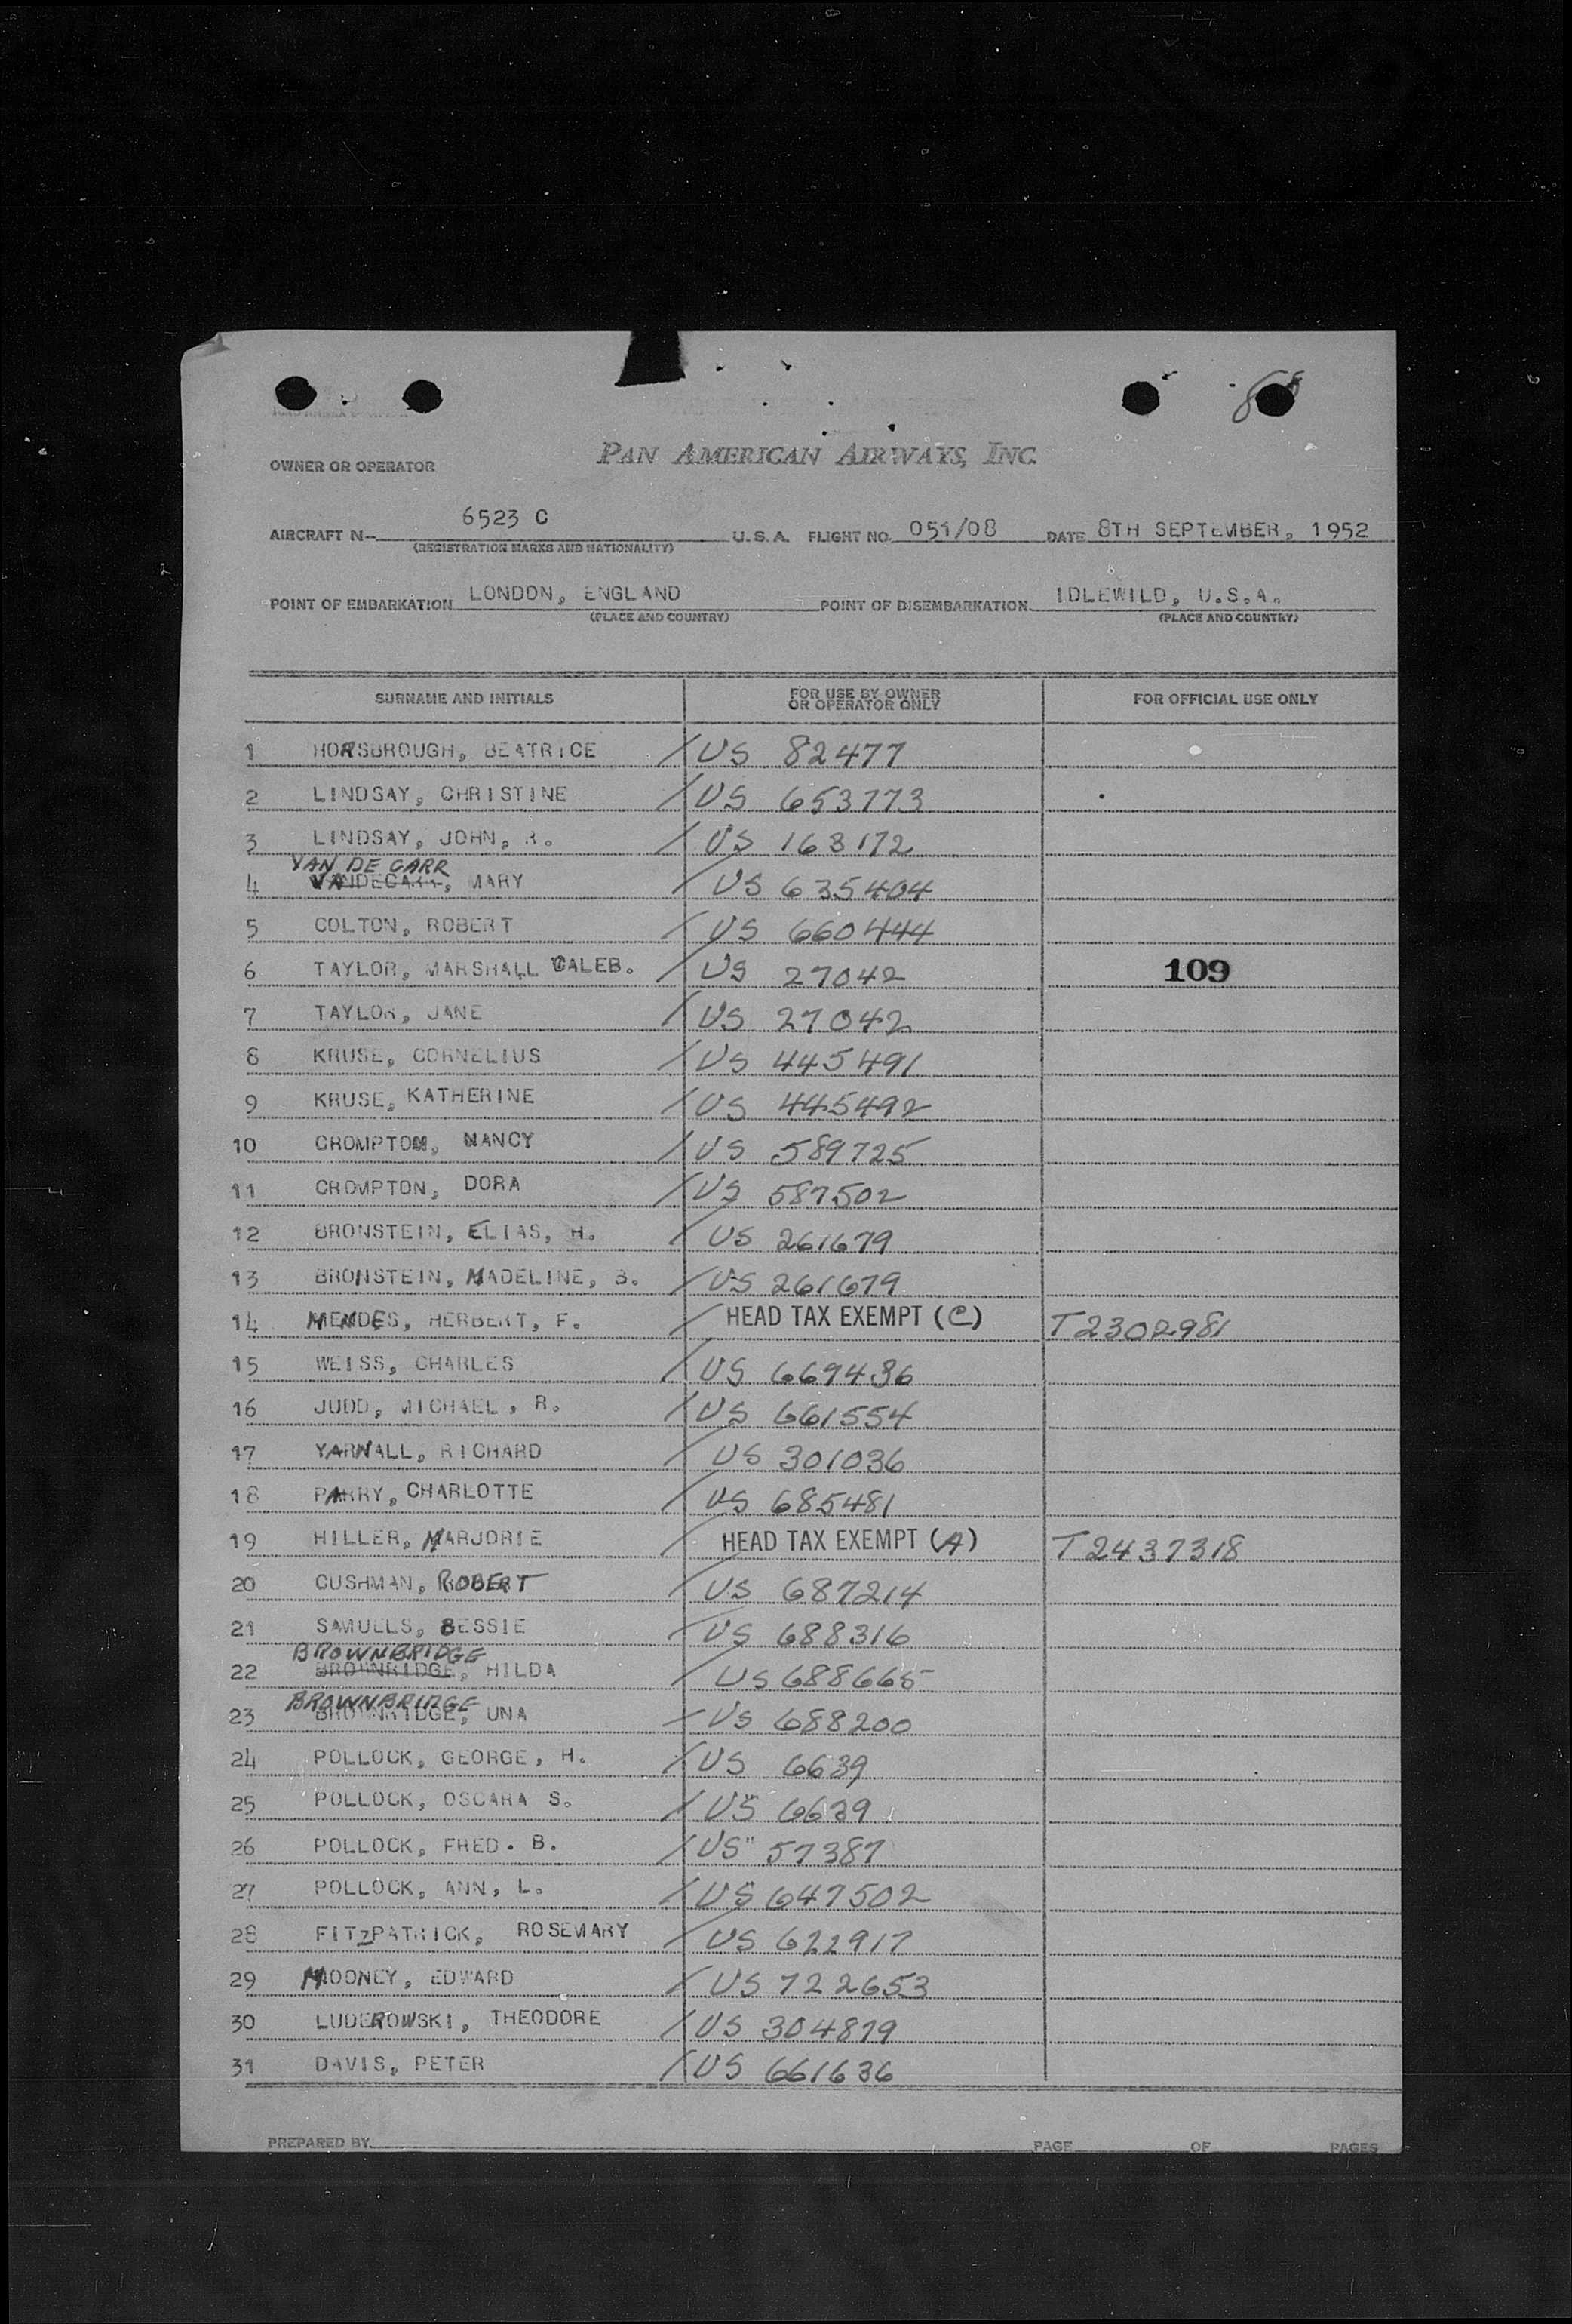 PAN AMERICAN AIRWAYS, INC.
OWNER OR OPERATOR
6523 C
AIRCRAFT N-- U.S.A. FLIGHT NO. 051/08 DATE 8TH SEPTEMBER, 1952
(REGISTRATION MARKS AND NATIONALITY)
POINT OF EMBARKATION LONDON, ENGLAND POINT OF DISEMBARKATION IDLEWILD, U.S.A.
(PLACE AND COUNTRY) (PLACE AND COUNTRY)
SURNAME AND INITIALS FOR USE BY OWNER OR OPERATOR ONLY FOR OFFICIAL USE ONLY
1 HORSBROUGH, BEATRICE / US 82477
2 LINDSAY, CHRISTINE / US 653773
3 LINDSAY, JOHN, R. / US 163172
VAN DE GARR
4 VANDEGARR, MARY / US 635404
5 COLTON, ROBERT / US 660444
6 TAYLOR, MARSHALL CALEB. / US 27042 109
7 TAYLOR, JANE / US 27042
8 KRUSE, CORNELIUS / US 445491
9 KRUSE, KATHERINE / US 445492
10 CROMPTON, NANCY / US 589725
11 CROMPTON, DORA / US 587502
12 BRONSTEIN, ELIAS, H. / US 261679
13 BRONSTEIN, MADELINE, B. / US 261679
14 MENDES, HERBERT, F. / HEAD TAX EXEMPT (C) T2302981
15 WEISS, CHARLES / US 669436
16 JUDD, MICHAEL, R. / US 661554
17 YARNALL, RICHARD / US 301036
18 PARRY, CHARLOTTE / US 685481
19 HILLER, MARJORIE / HEAD TAX EXEMPT (A) T2437318
20 CUSHMAN, ROBERT / US 687214
21 SAMUELS, BESSIE / US 688316
BROWNBRIDGE
22 BROWNRIDGE, HILDA / US 688665
BROWNBRIDGE
23 BROWNRIDGE, UNA / US 688200
24 POLLOCK, GEORGE, H. / US 6639
25 POLLOCK, OSCARA S. / US 6639
26 POLLOCK, FRED. B. / US 57387
27 POLLOCK, ANN, L. / US 647502
28 FITZPATRICK, ROSEMARY / US 622917
29 MOONEY, EDWARD / US 722653
30 LUDEROWSKI, THEODORE / US 304879
31 DAVIS, PETER / US 661636
PREPARED BY PAGE OF PAGES